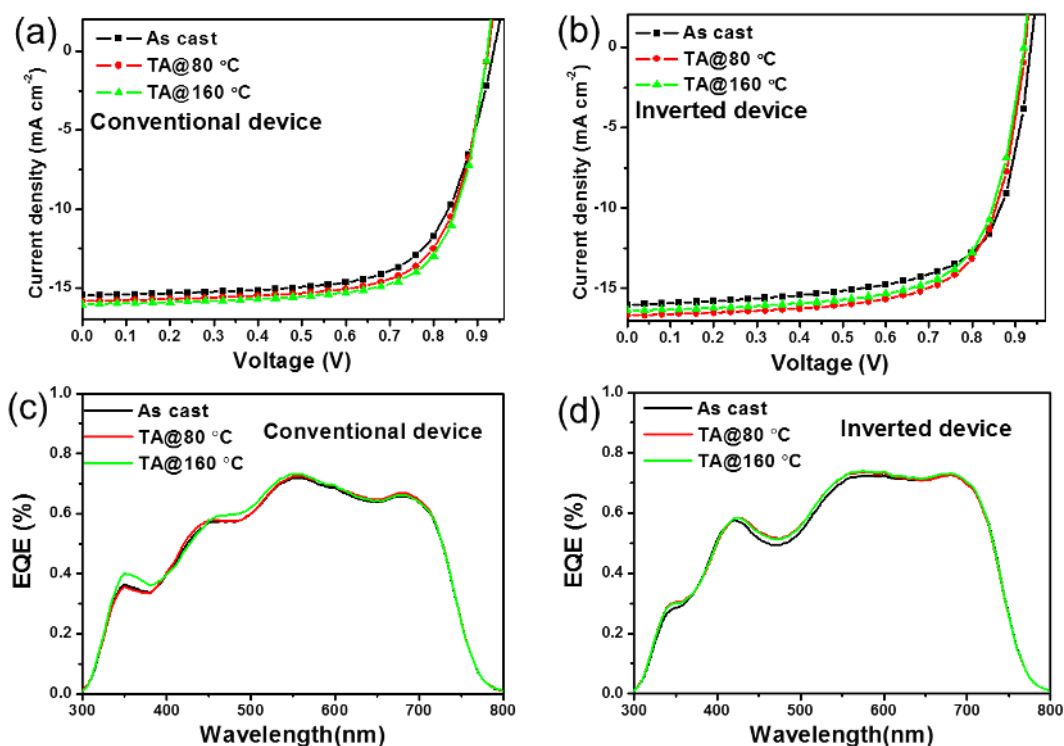 (a)
As cast
TA@80 °C
TA@160 °C
Conventional device
0
-5
-10
-15
Current density (mA cm-2)
0.0 0.1 0.2 0.3 0.4 0.5 0.6 0.7 0.8 0.9
Voltage (V)
(b)
As cast
TA@80 °C
TA@160 °C
Inverted device
0
-5
-10
-15
Current density (mA cm-2)
0.0 0.1 0.2 0.3 0.4 0.5 0.6 0.7 0.8 0.9
Voltage (V)
(c)
As cast
TA@80 °C
TA@160 °C
Conventional device
1.0
0.8
0.6
0.4
0.2
0.0
EQE (%)
300 400 500 600 700 800
Wavelength(nm)
(d)
As cast
TA@80 °C
TA@160 °C
Inverted device
1.0
0.8
0.6
0.4
0.2
0.0
EQE (%)
300 400 500 600 700 800
Wavelength(nm)